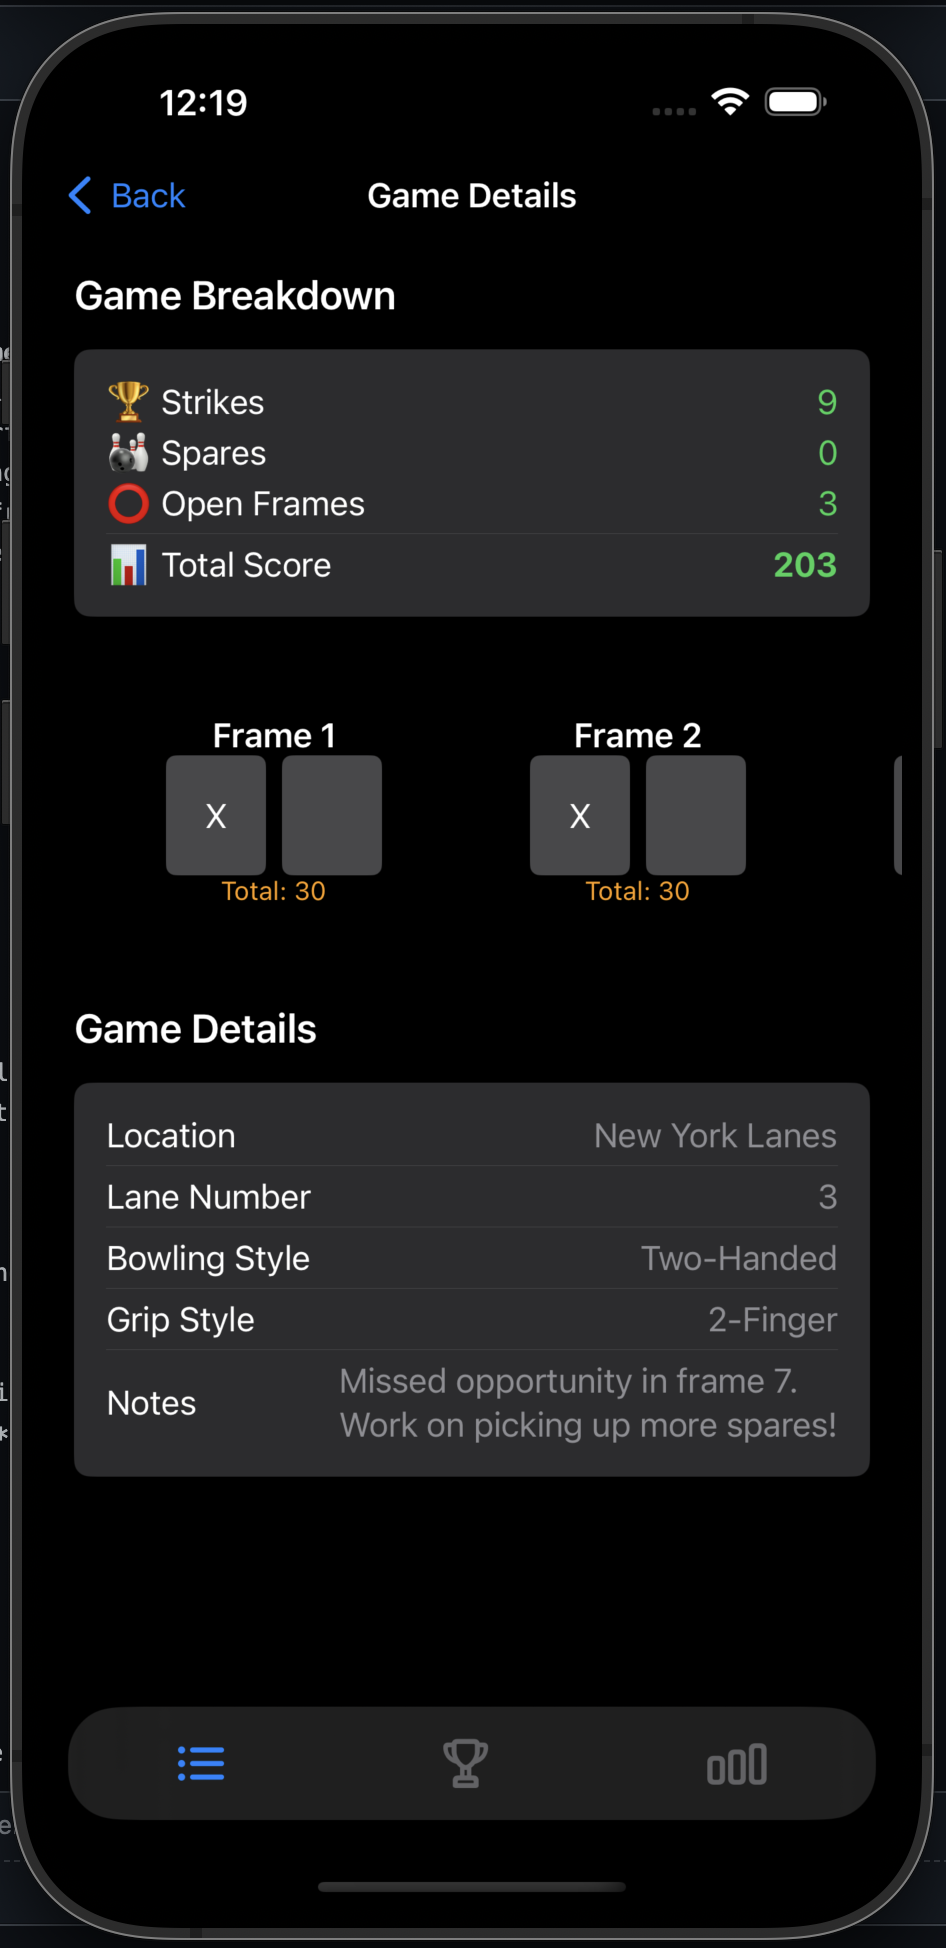 12:19
Back
Game Details
Game Breakdown
Strikes 9
Spares 0
Open Frames 3
Total Score 203
Frame 1 Frame 2
X X
Total: 30 Total: 30
Game Details
Location New York Lanes
Lane Number 3
Bowling Style Two-Handed
Grip Style 2-Finger
Notes Missed opportunity in frame 7.
Work on picking up more spares!